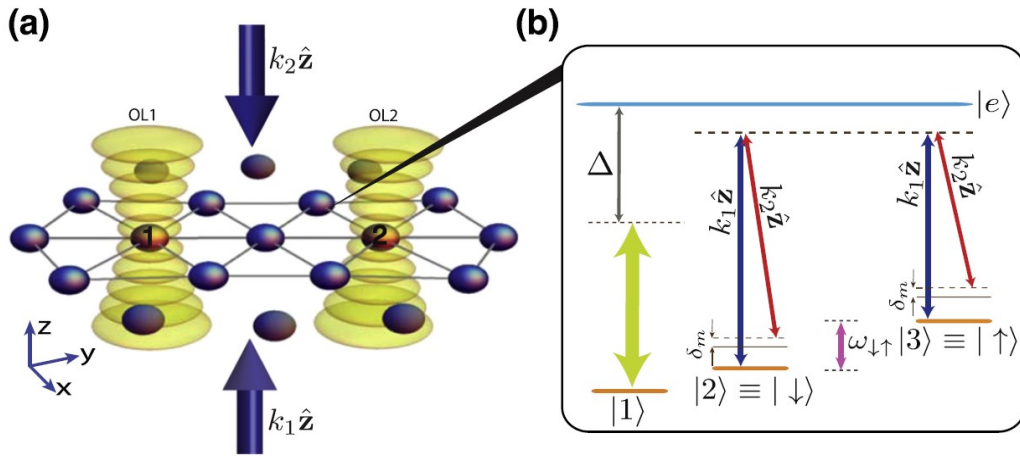 (a)
k₂ẑ
OL1
OL2
1
2
z
y
x
k₁ẑ
(b)
|e⟩
Δ
k₁ẑ
k₂ẑ
k₁ẑ
k₂ẑ
δₘ
δₘ
ω↓↑
|3⟩ ≡ | ↑⟩
|2⟩ ≡ | ↓⟩
|1⟩